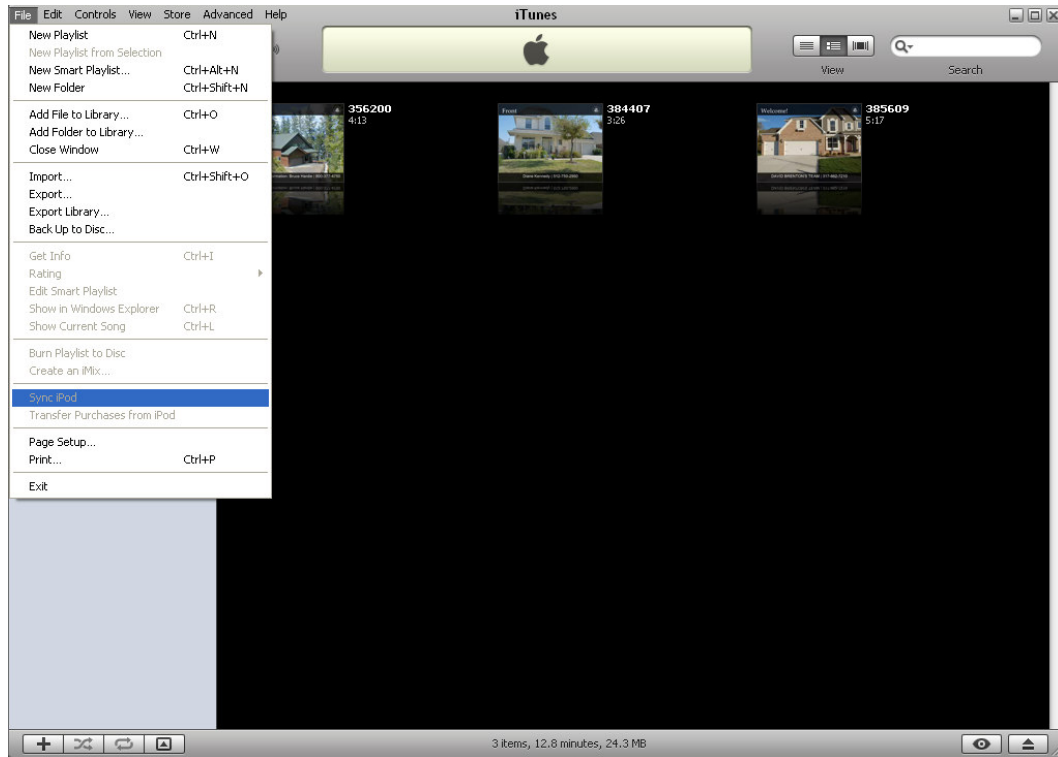 File Edit Controls View Store Advanced Help
iTunes
New Playlist Ctrl+N
New Playlist from Selection
New Smart Playlist... Ctrl+Alt+N
New Folder Ctrl+Shift+N
Add File to Library... Ctrl+O
Add Folder to Library...
Close Window Ctrl+W
Import... Ctrl+Shift+O
Export...
Export Library...
Back Up to Disc...
Get Info Ctrl+I
Rating
Edit Smart Playlist
Show in Windows Explorer Ctrl+R
Show Current Song Ctrl+L
Burn Playlist to Disc
Create an iMix...
Sync iPod
Transfer Purchases from iPod
Page Setup...
Print... Ctrl+P
Exit
View
Search
356200
4:13
Front
384407
3:26
Welcome!
385609
5:17
3 items, 12.8 minutes, 24.3 MB